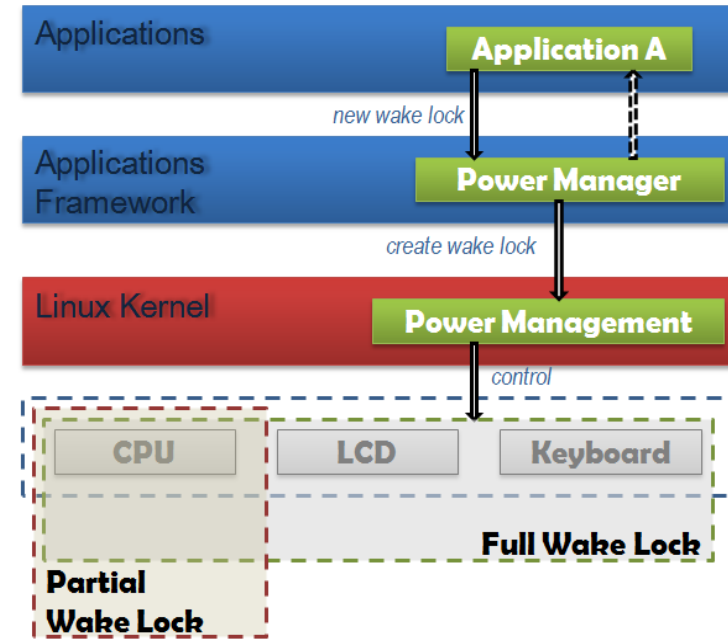 Applications
Application A
new wake lock
Applications
Framework
Power Manager
create wake lock
Linux Kernel
Power Management
control
CPU
LCD
Keyboard
Full Wake Lock
Partial
Wake Lock